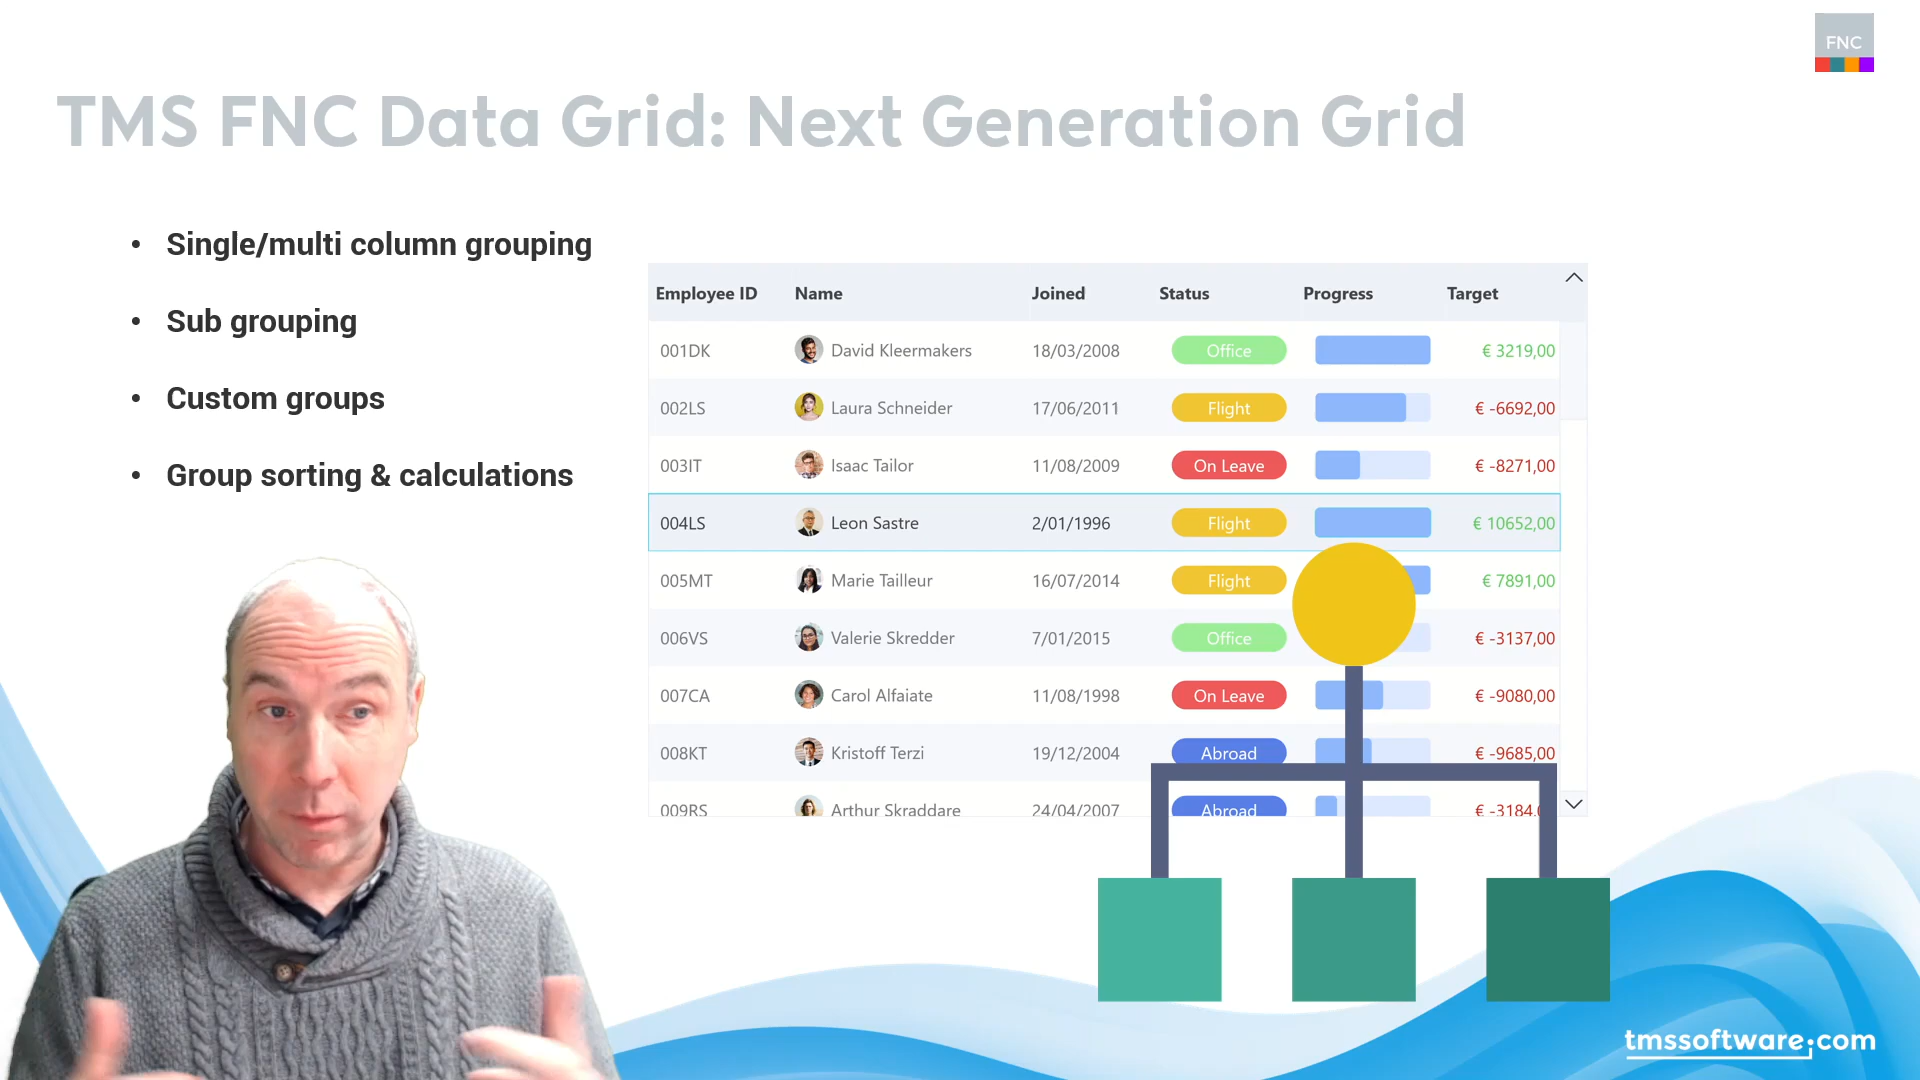 FNC
TMS FNC Data Grid: Next Generation Grid
• Single/multi column grouping
• Sub grouping
• Custom groups
• Group sorting & calculations
Employee ID Name Joined Status Progress Target
001DK David Kleermakers 18/03/2008 Office € 3219,00
002LS Laura Schneider 17/06/2011 Flight € -6692,00
003IT Isaac Tailor 11/08/2009 On Leave € -8271,00
004LS Leon Sastre 2/01/1996 Flight € 10652,00
005MT Marie Tailleur 16/07/2014 Flight € 7891,00
006VS Valerie Skredder 7/01/2015 Office € -3137,00
007CA Carol Alfaiate 11/08/1998 On Leave € -9080,00
008KT Kristoff Terzi 19/12/2004 Abroad € -9685,00
009RS Arthur Skraddare 24/04/2007 Abroad € -3184,
tmssoftware.com